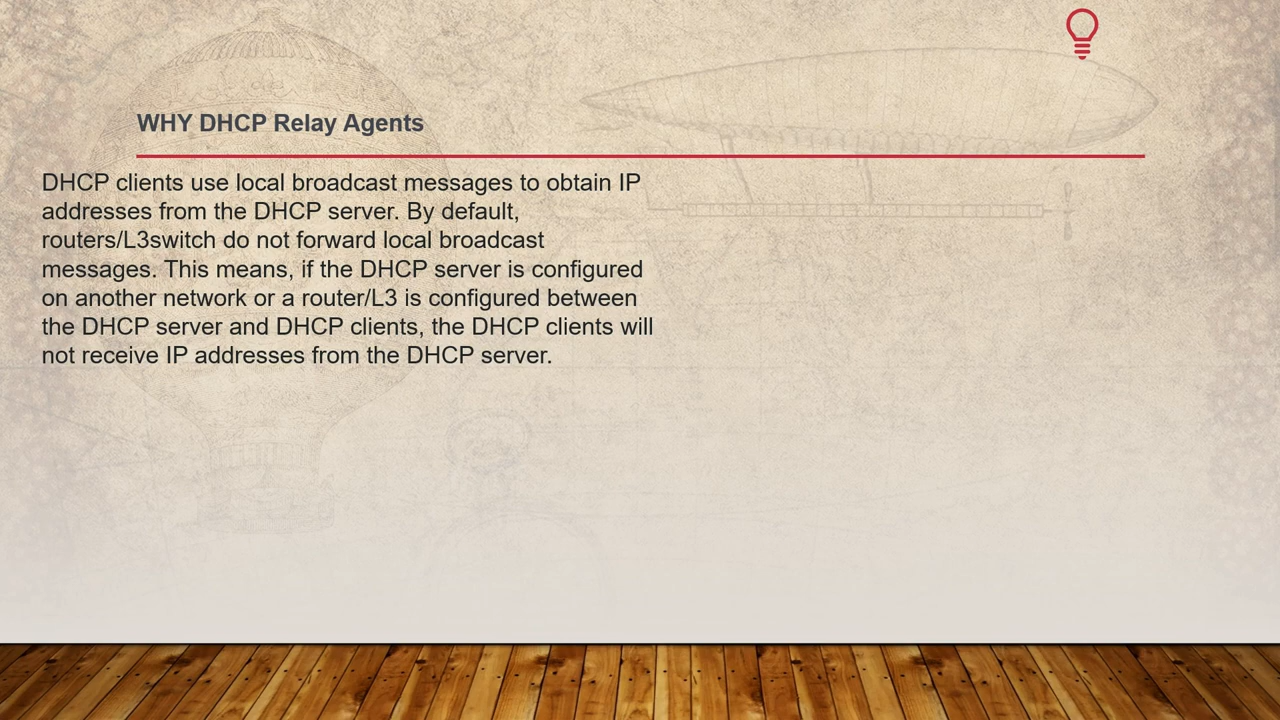 WHY DHCP Relay Agents
DHCP clients use local broadcast messages to obtain IP
addresses from the DHCP server. By default,
routers/L3switch do not forward local broadcast
messages. This means, if the DHCP server is configured
on another network or a router/L3 is configured between
the DHCP server and DHCP clients, the DHCP clients will
not receive IP addresses from the DHCP server.